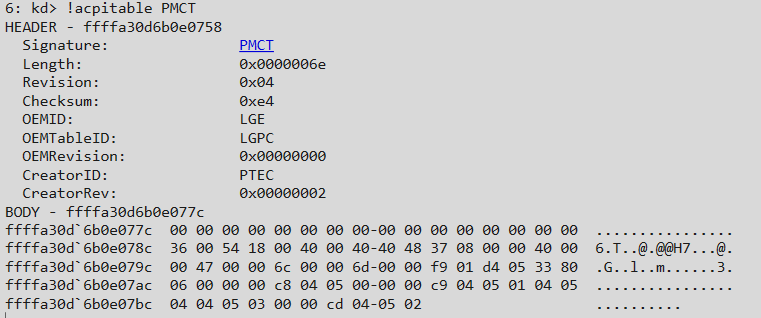 6: kd> !acpitable PMCT
HEADER - ffffa30d6b0e0758
  Signature:               PMCT
  Length:                  0x0000006e
  Revision:                0x04
  Checksum:                0xe4
  OEMID:                   LGE
  OEMTableID:              LGPC
  OEMRevision:             0x00000000
  CreatorID:               PTEC
  CreatorRev:              0x00000002
BODY - ffffa30d6b0e077c
ffffa30d`6b0e077c  00 00 00 00 00 00 00 00-00 00 00 00 00 00 00 00  ................
ffffa30d`6b0e078c  36 00 54 18 00 40 00 40-40 48 37 08 00 00 40 00  6.T..@.@@H7...@.
ffffa30d`6b0e079c  00 47 00 00 6c 00 00 6d-00 00 f9 01 d4 05 33 80  .G..l..m......3.
ffffa30d`6b0e07ac  06 00 00 00 c8 04 05 00-00 00 c9 04 05 01 04 05  ................
ffffa30d`6b0e07bc  04 04 05 03 00 00 cd 04-05 02                    ..........